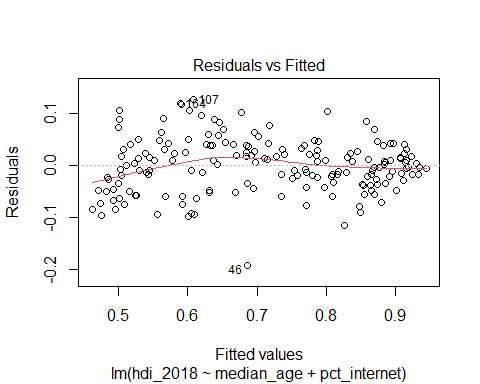 Residuals vs Fitted
Residuals
0.1
0.0
-0.1
-0.2
164
107
46
0.5 0.6 0.7 0.8 0.9
Fitted values
lm(hdi_2018 ~ median_age + pct_internet)